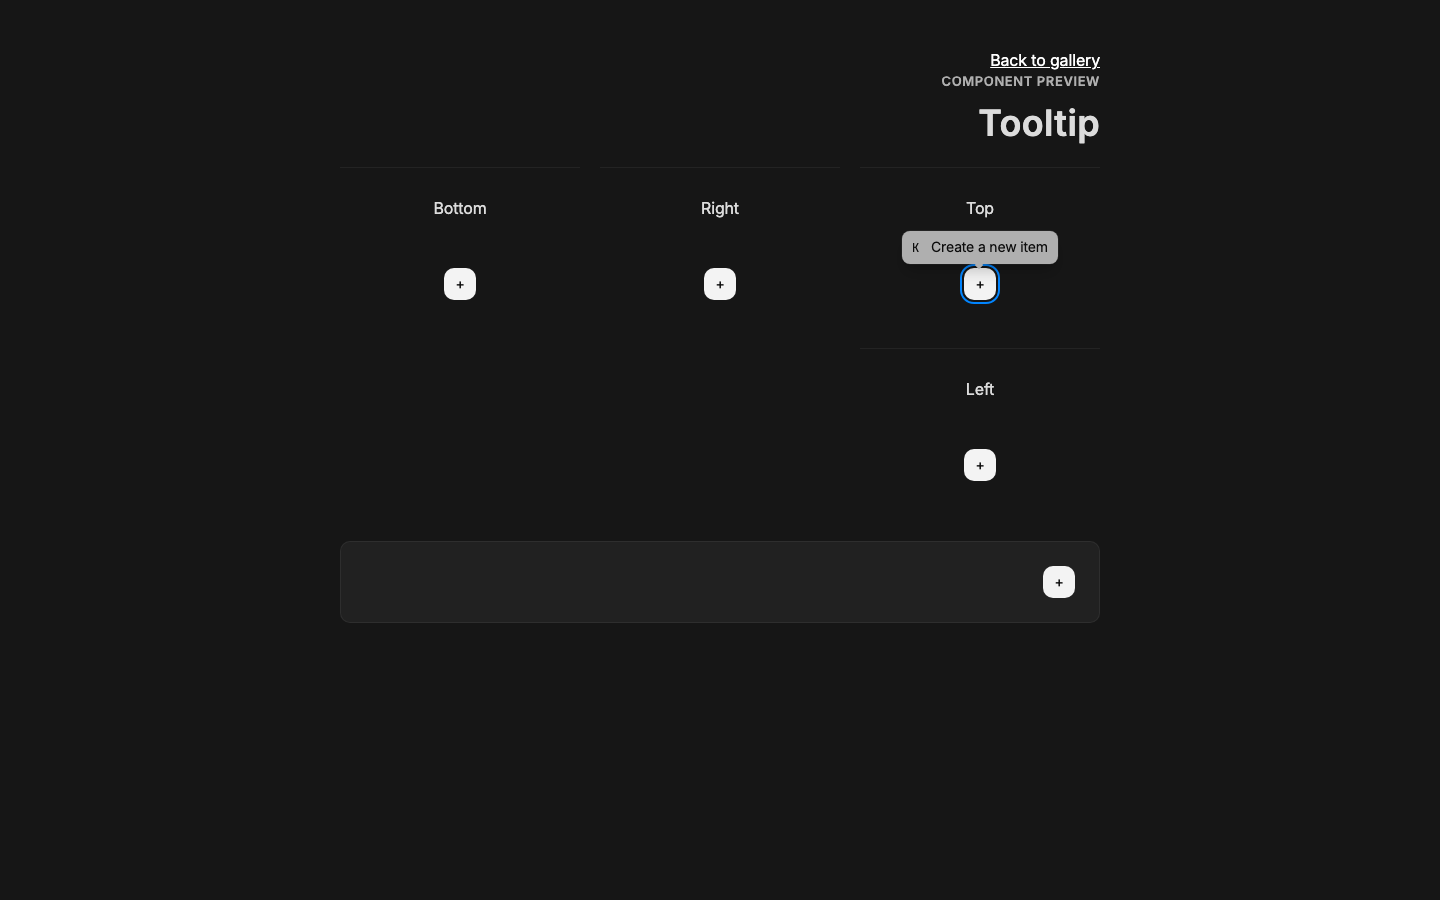 Back to gallery
COMPONENT PREVIEW
Tooltip
Bottom
Right
Top
K Create a new item
+
+
+
Left
+
+